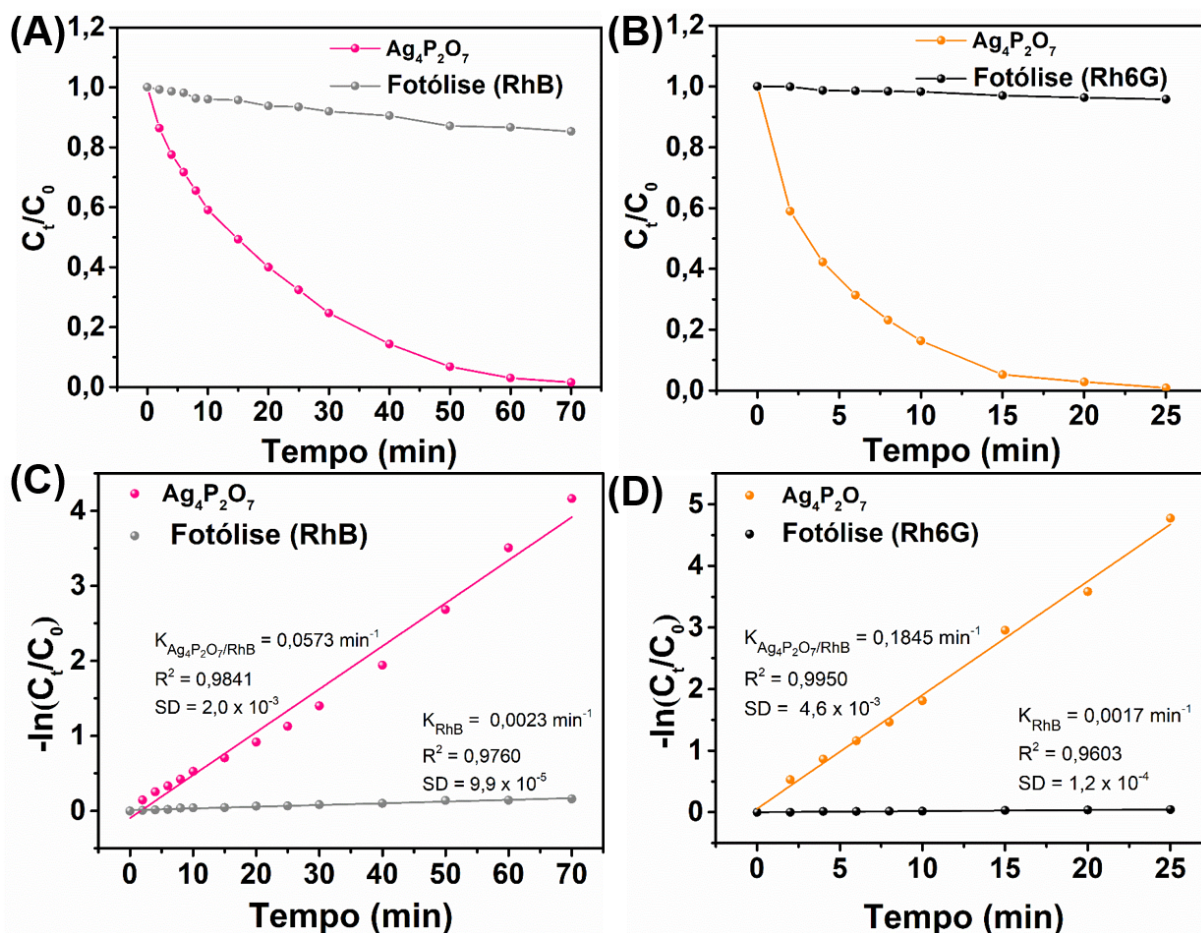 (A)
1,2
1,0
0,8
0,6
0,4
0,2
0,0
Cₜ/C₀
Ag₄P₂O₇
Fotólise (RhB)
0 10 20 30 40 50 60 70
Tempo (min)
(B)
1,2
1,0
0,8
0,6
0,4
0,2
0,0
Cₜ/C₀
Ag₄P₂O₇
Fotólise (Rh6G)
0 5 10 15 20 25
Tempo (min)
(C)
4
3
2
1
0
-ln(Cₜ/C₀)
Ag₄P₂O₇
Fotólise (RhB)
K Ag₄P₂O₇/RhB = 0,0573 min⁻¹
R² = 0,9841
SD = 2,0 x 10⁻³
K RhB = 0,0023 min⁻¹
R² = 0,9760
SD = 9,9 x 10⁻⁵
0 10 20 30 40 50 60 70
Tempo (min)
(D)
5
4
3
2
1
0
-ln(Cₜ/C₀)
Ag₄P₂O₇
Fotólise (Rh6G)
K Ag₄P₂O₇/RhB = 0,1845 min⁻¹
R² = 0,9950
SD = 4,6 x 10⁻³
K RhB = 0,0017 min⁻¹
R² = 0,9603
SD = 1,2 x 10⁻⁴
0 5 10 15 20 25
Tempo (min)